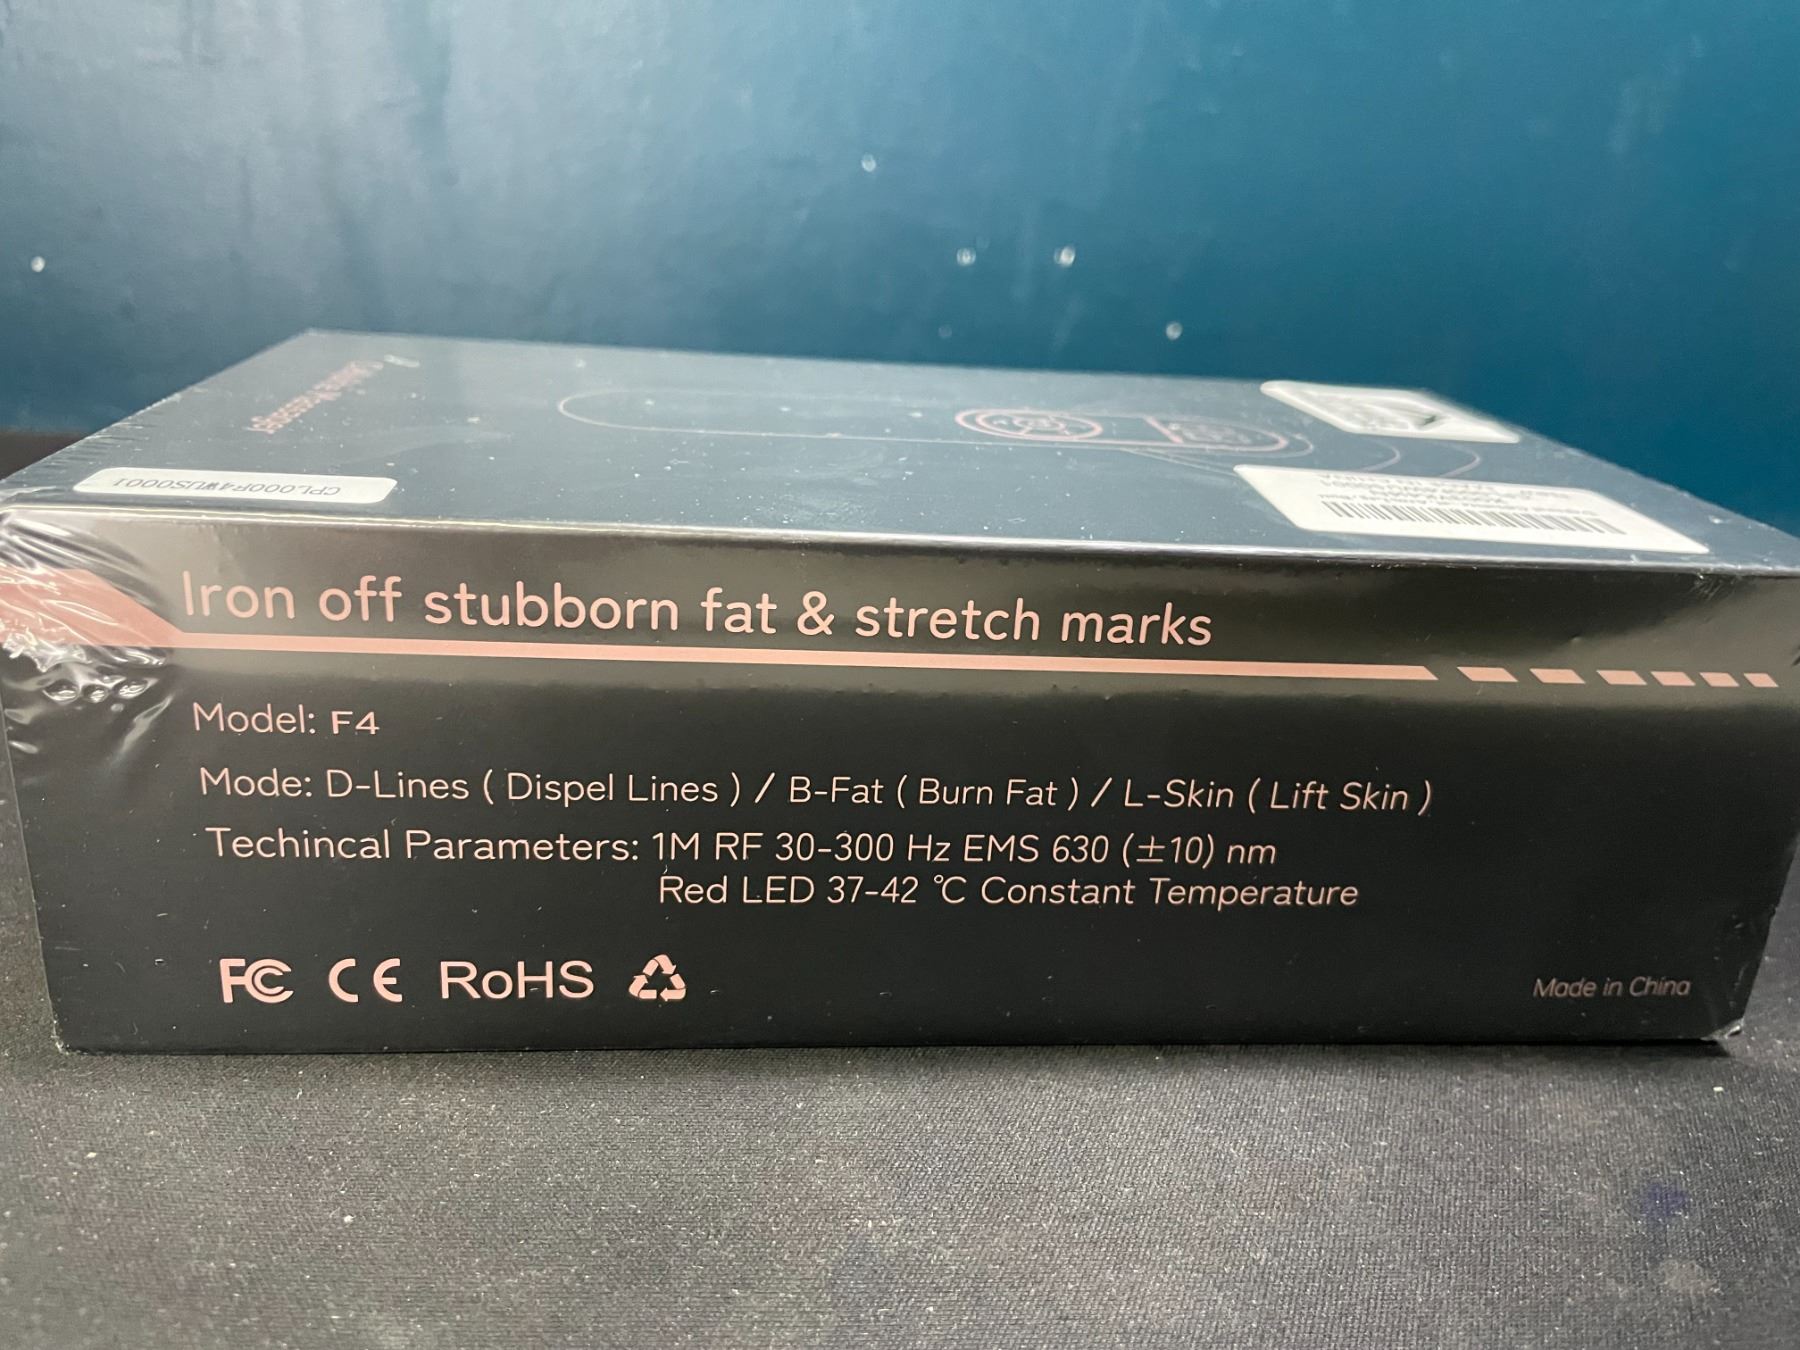 CPL000F4WUS0001
Iron off stubborn fat & stretch marks
Model: F4
Mode: D-Lines ( Dispel Lines ) / B-Fat ( Burn Fat ) / L-Skin ( Lift Skin )
Techincal Parameters: 1M RF 30-300 Hz EMS 630 (±10) nm
Red LED 37-42 ℃ Constant Temperature
FC CE RoHS
Made in China